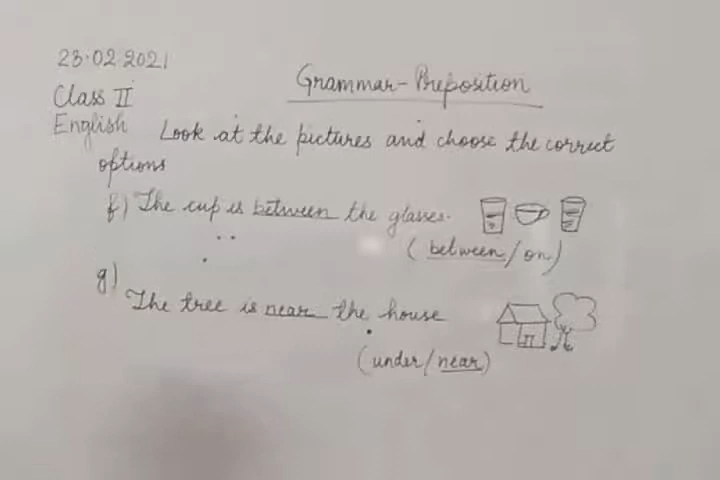 23.02.2021
Grammar-Preposition
Class II
English Look at the pictures and choose the correct
options
f) The cup is between the glasses.
(between/on)
g)
The tree is near the house
(under/near)